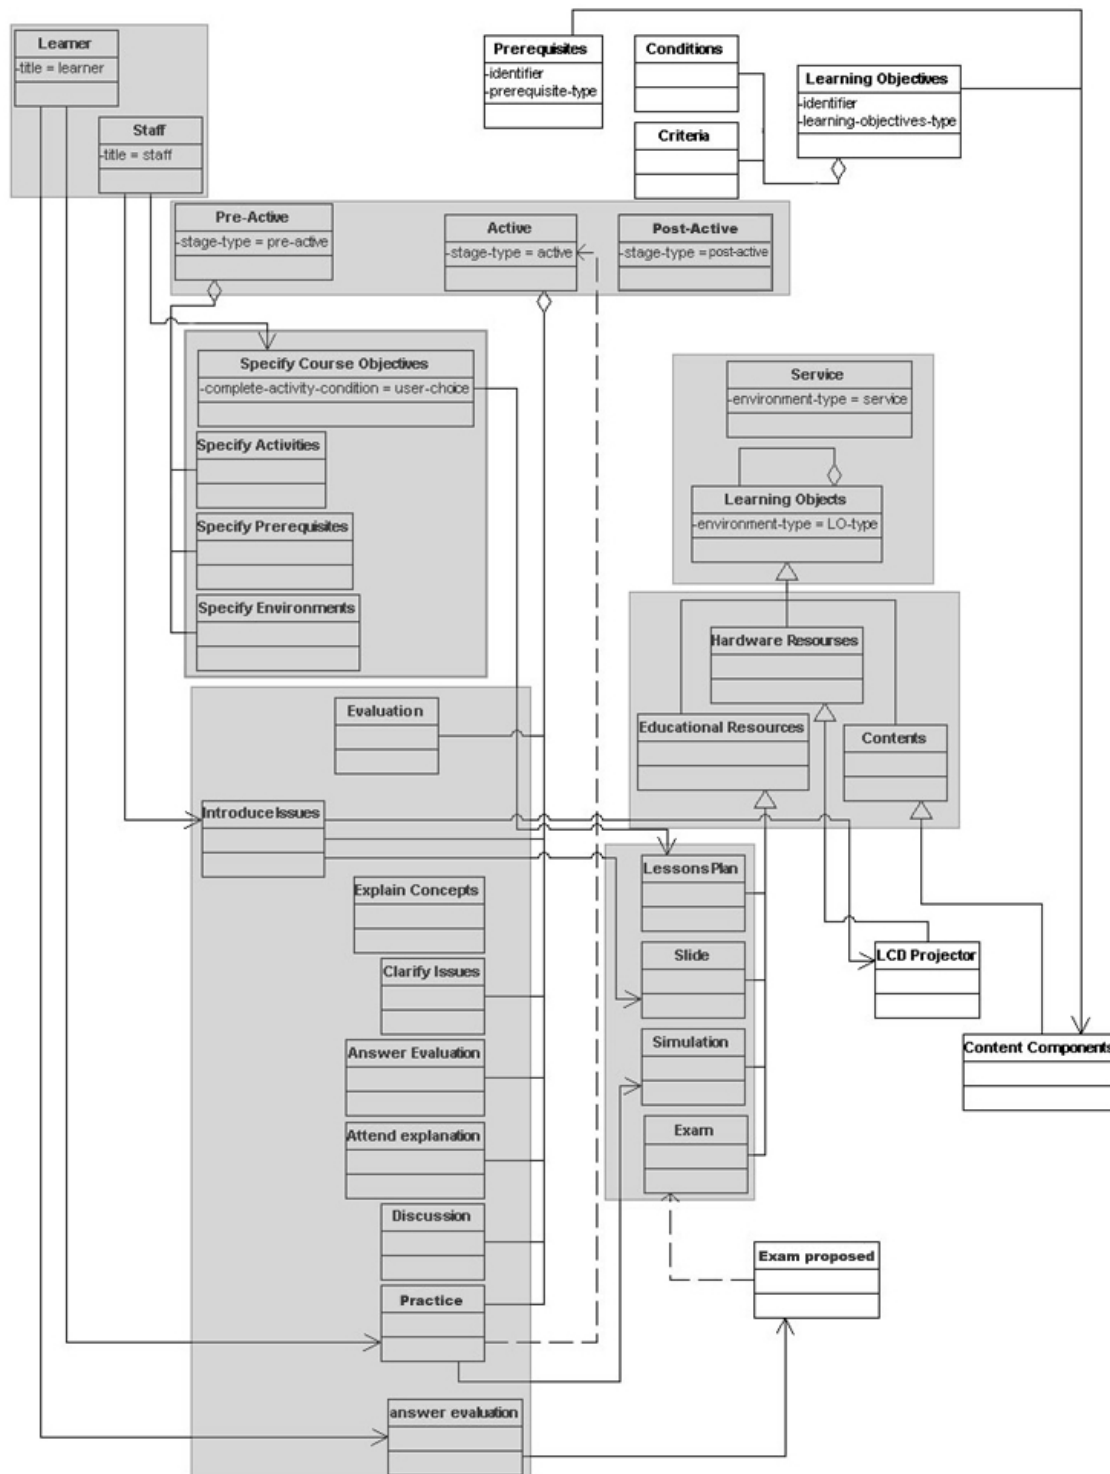 Learner
-title = learner
Staff
-title = staff
Prerequisites
-identifier
-prerequisite-type
Conditions
Criteria
Learning Objectives
-identifier
-learning-objectives-type
Pre-Active
-stage-type = pre-active
Active
-stage-type = active
Post-Active
-stage-type = post-active
Specify Course Objectives
-complete-activity-condition = user-choice
Specify Activities
Specify Prerequisites
Specify Environments
Service
-environment-type = service
Learning Objects
-environment-type = LO-type
Hardware Resourses
Educational Resources
Contents
Evaluation
IntroduceIssues
Explain Concepts
Clarify Issues
Answer Evaluation
Attend explanation
Discussion
Practice
answer evaluation
LessonsPlan
Slide
Simulation
Exam
LCD Projector
Content Components
Exam proposed